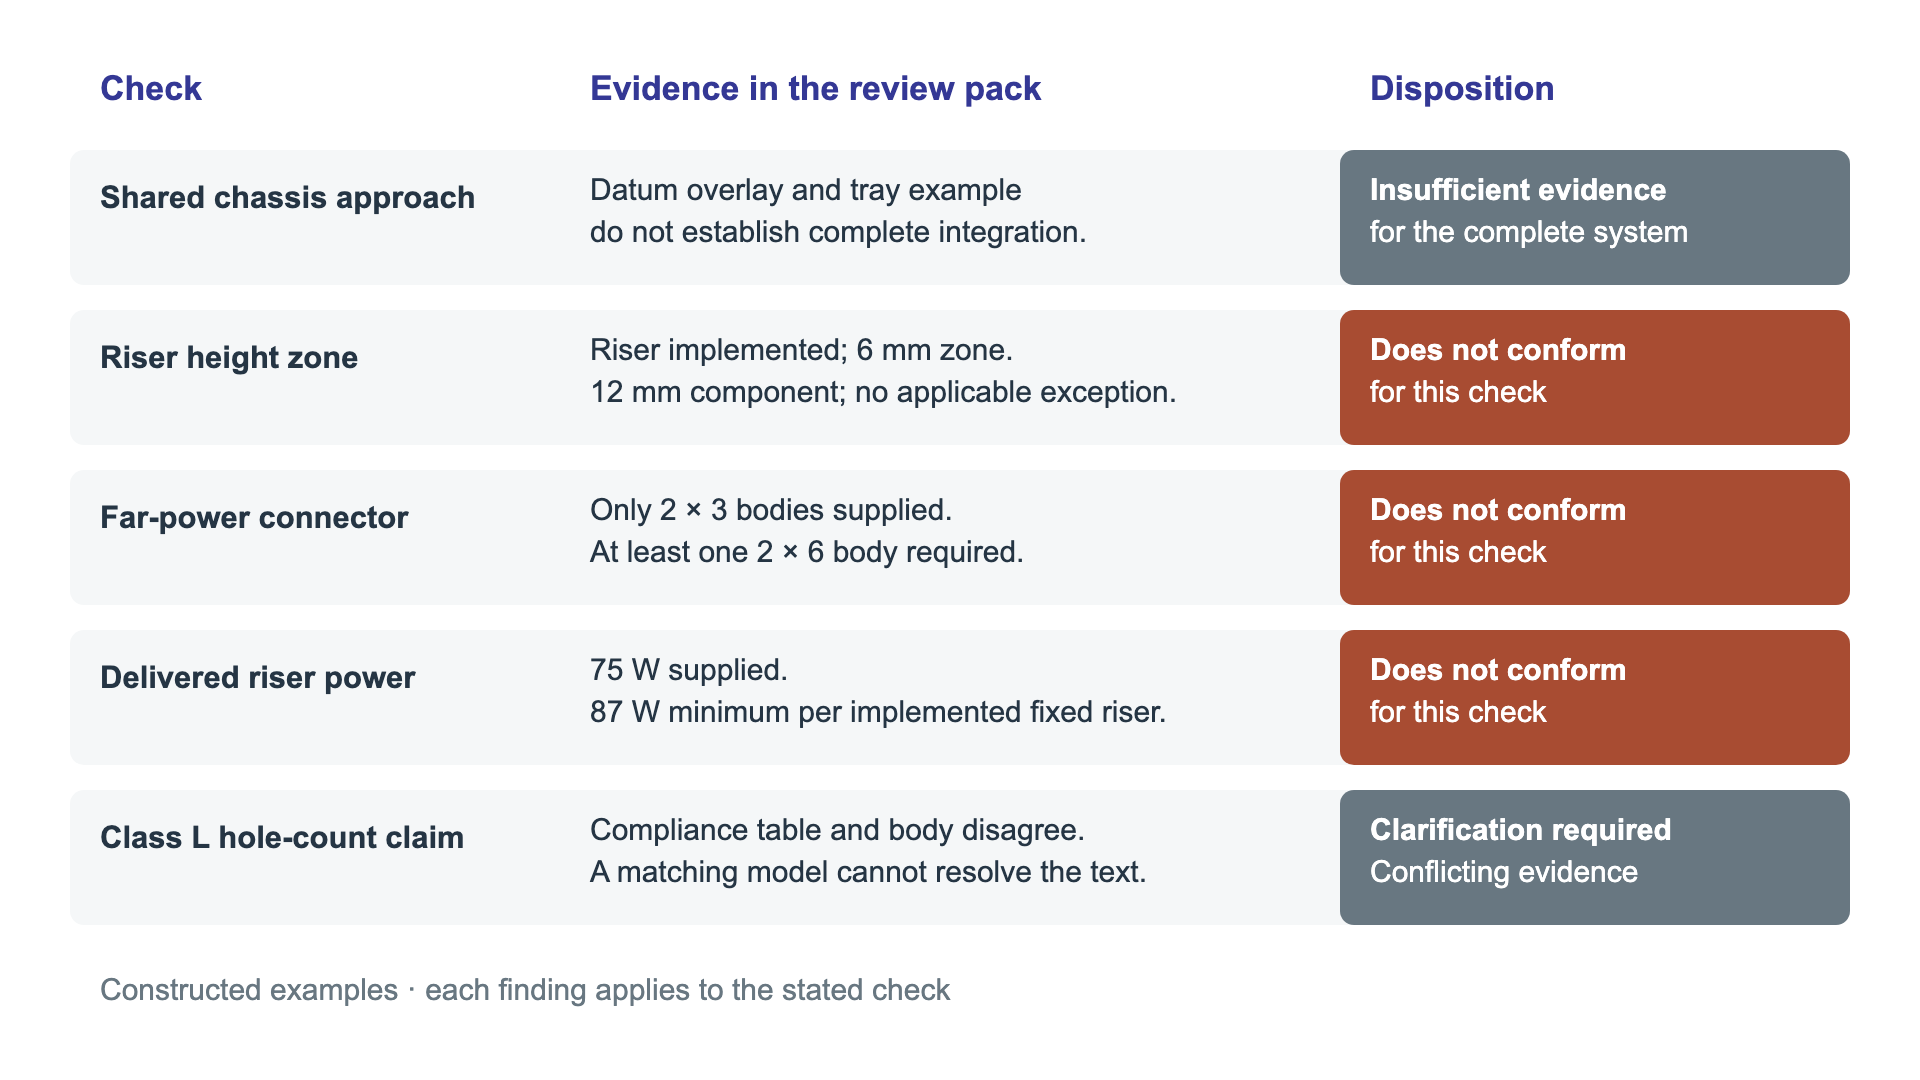 Check
Evidence in the review pack
Disposition
Shared chassis approach
Datum overlay and tray example
do not establish complete integration.
Insufficient evidence
for the complete system
Riser height zone
Riser implemented; 6 mm zone.
12 mm component; no applicable exception.
Does not conform
for this check
Far-power connector
Only 2 × 3 bodies supplied.
At least one 2 × 6 body required.
Does not conform
for this check
Delivered riser power
75 W supplied.
87 W minimum per implemented fixed riser.
Does not conform
for this check
Class L hole-count claim
Compliance table and body disagree.
A matching model cannot resolve the text.
Clarification required
Conflicting evidence
Constructed examples · each finding applies to the stated check